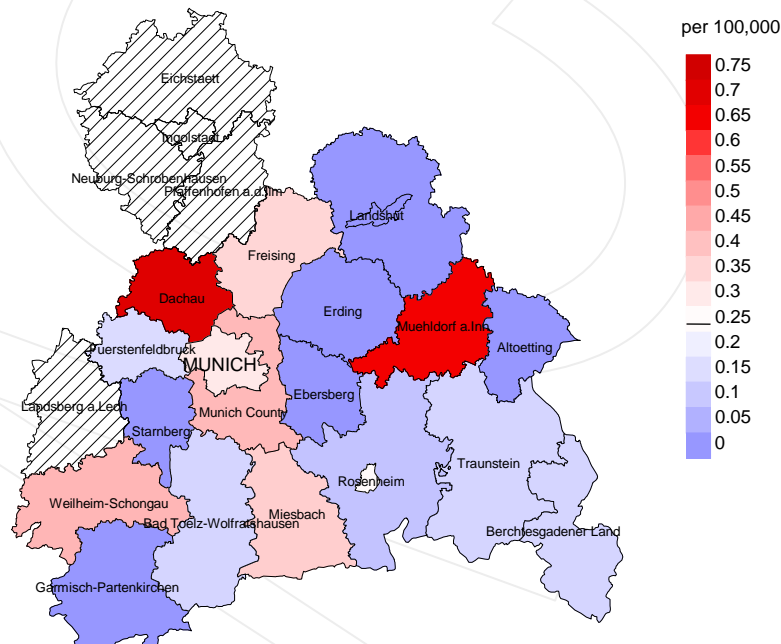 per 100,000
0.75
0.7
0.65
0.6
0.55
0.5
0.45
0.4
0.35
0.3
0.25
0.2
0.15
0.1
0.05
0
Eichstaett
Ingolstadt
Neuburg-Schrobenhausen
Pfaffenhofen a.d.Ilm
Landshut
Freising
Dachau
Erding
Muehldorf a.Inn
Altoetting
Fuerstenfeldbruck
MUNICH
Ebersberg
Landsberg a.Lech
Munich County
Starnberg
Traunstein
Rosenheim
Weilheim-Schongau
Miesbach
Bad Toelz-Wolfratshausen
Berchtesgadener Land
Garmisch-Partenkirchen